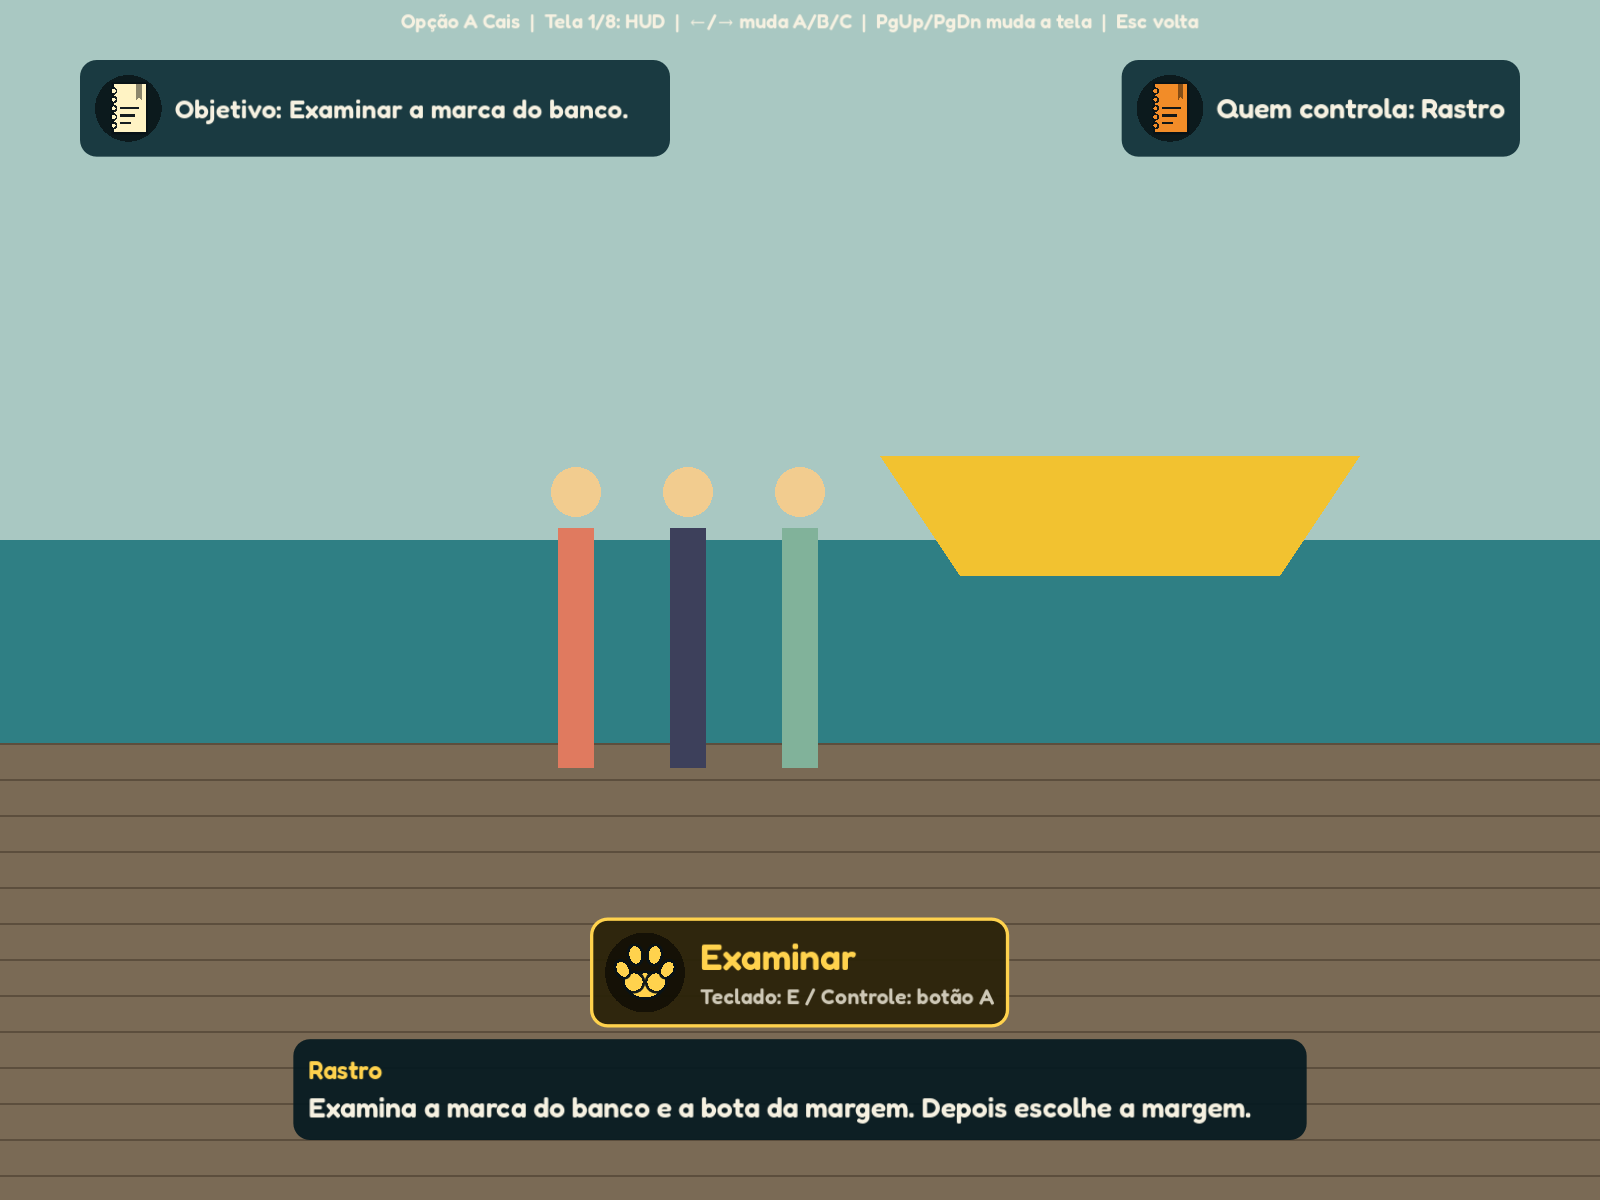 Opção A Cais | Tela 1/8: HUD | ←/→ muda A/B/C | PgUp/PgDn muda a tela | Esc volta
Objetivo: Examinar a marca do banco.
Quem controla: Rastro
Examinar
Teclado: E / Controle: botão A
Rastro
Examina a marca do banco e a bota da margem. Depois escolhe a margem.